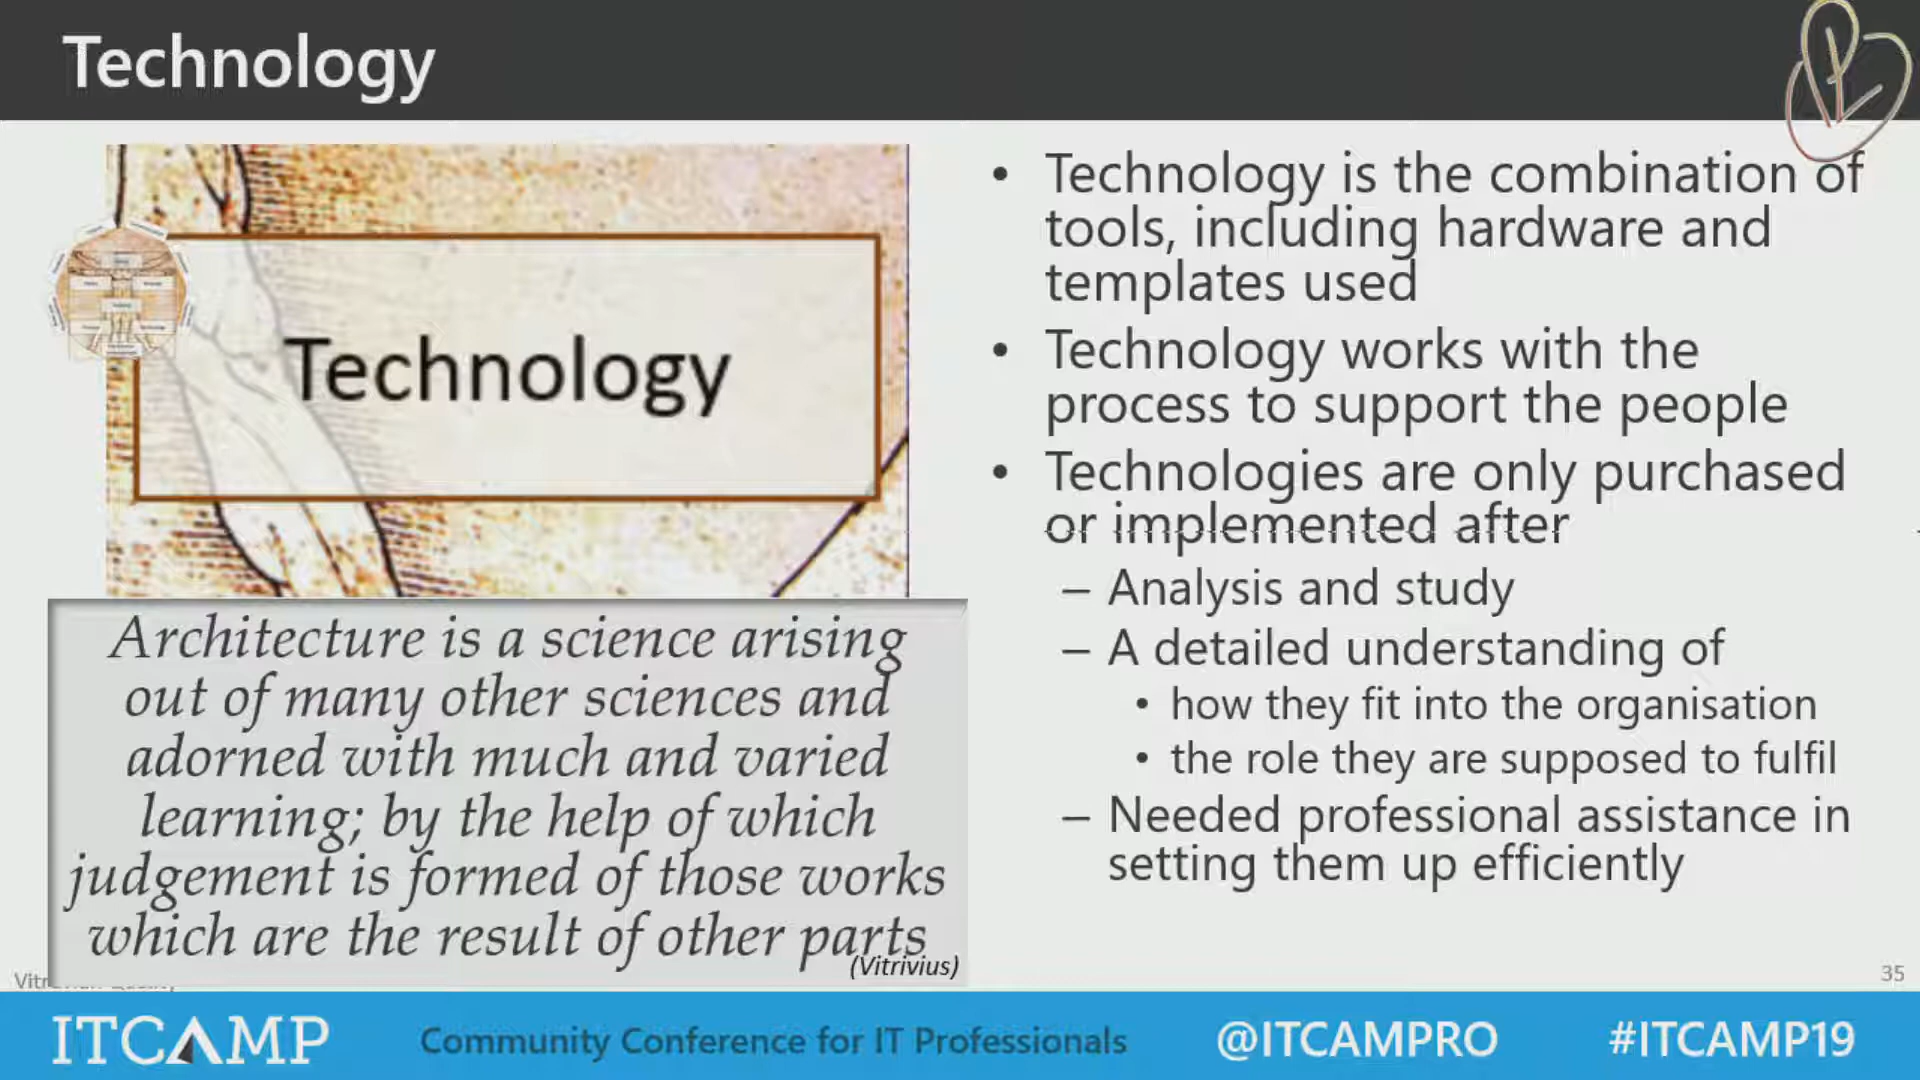 Technology
Technology
Architecture is a science arising
out of many other sciences and
adorned with much and varied
learning; by the help of which
judgement is formed of those works
which are the result of other parts
(Vitrivius)
• Technology is the combination of
tools, including hardware and
templates used
• Technology works with the
process to support the people
• Technologies are only purchased
or implemented after
– Analysis and study
– A detailed understanding of
• how they fit into the organisation
• the role they are supposed to fulfil
– Needed professional assistance in
setting them up efficiently
35
ITCAMP
Community Conference for IT Professionals
@ITCAMPRO
#ITCAMP19